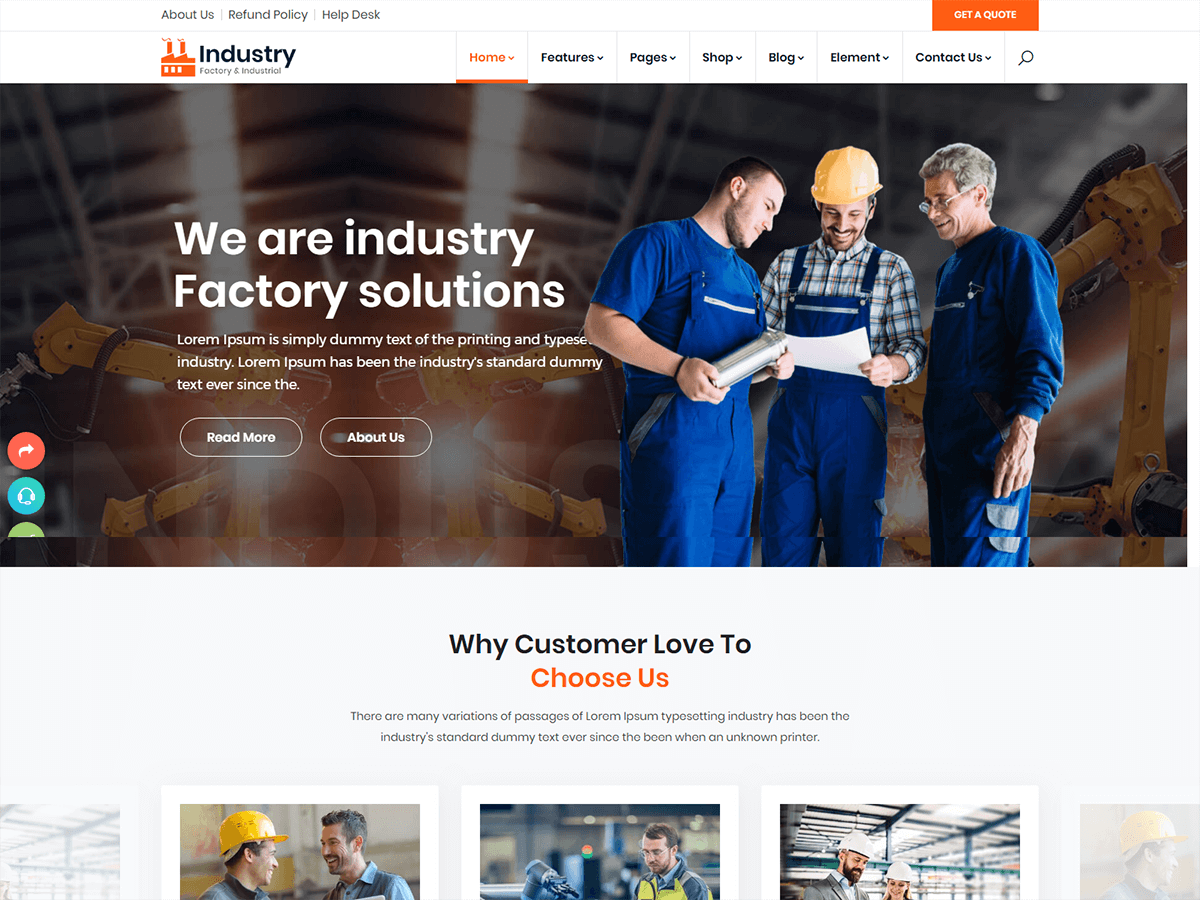 About Us | Refund Policy | Help Desk
GET A QUOTE
Industry
Factory & Industrial
Home Features Pages Shop Blog Element Contact Us
We are industry
Factory solutions
Lorem Ipsum is simply dummy text of the printing and
industry. Lorem Ipsum has been the industry's standard dummy
text ever since the.
Read More About Us
Why Customer Love To
Choose Us
There are many variations of passages of Lorem Ipsum typesetting industry has been the
industry's standard dummy text ever since the been when an unknown printer.